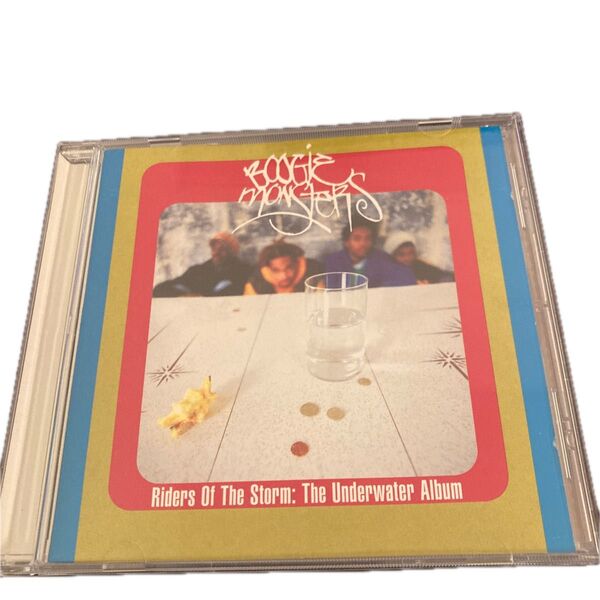 BOOGIE
MONSTERS
Riders Of The Storm: The Underwater Album